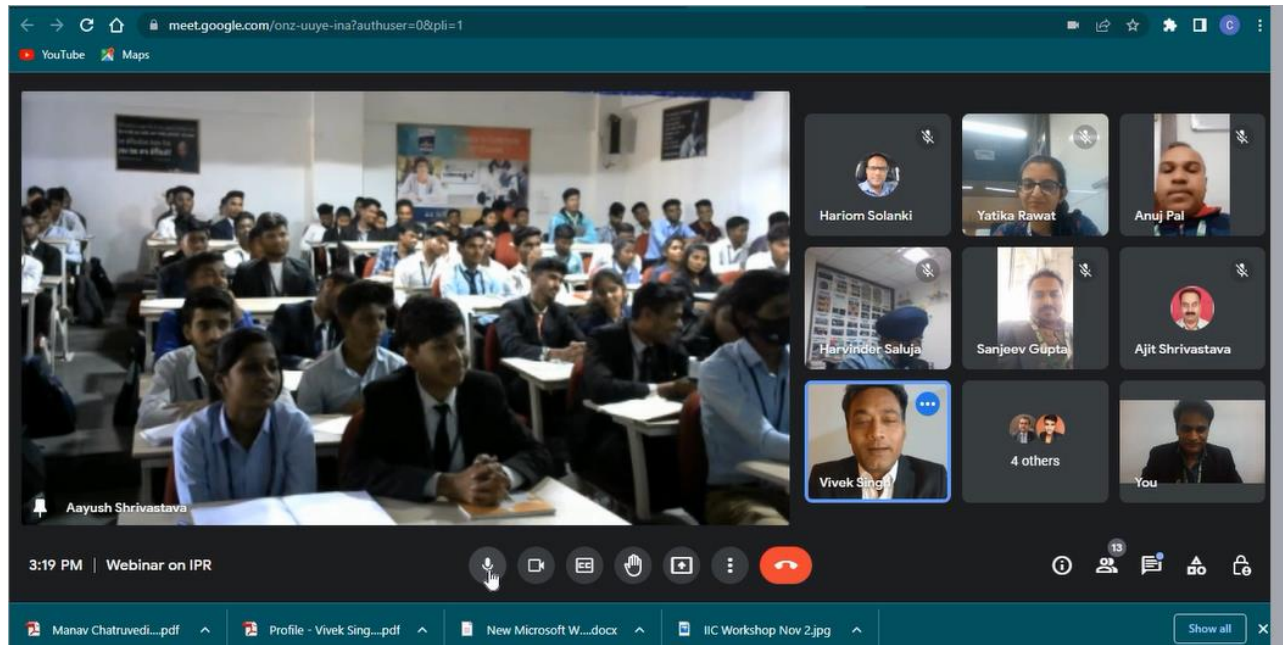 meet.google.com/onz-uuye-ina?authuser=0&pli=1
C
YouTube
Maps
Hariom Solanki
Yatika Rawat
Anuj Pal
Harvinder Saluja
Sanjeev Gupta
Ajit Shrivastava
Vivek Singh
4 others
You
Aayush Shrivastava
3:19 PM | Webinar on IPR
CC
13
Manav Chatruvedi....pdf
Profile - Vivek Sing....pdf
New Microsoft W....docx
IIC Workshop Nov 2.jpg
Show all